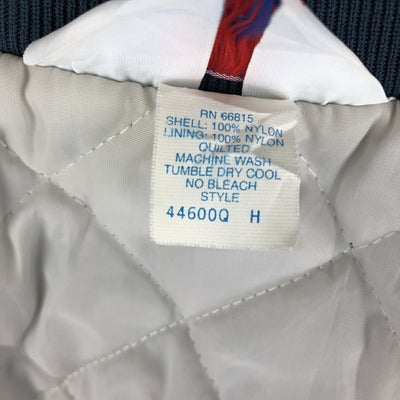 RN 66815
SHELL: 100% NYLON
LINING: 100% NYLON
QUILTED
MACHINE WASH
TUMBLE DRY COOL
NO BLEACH
STYLE
44600Q H